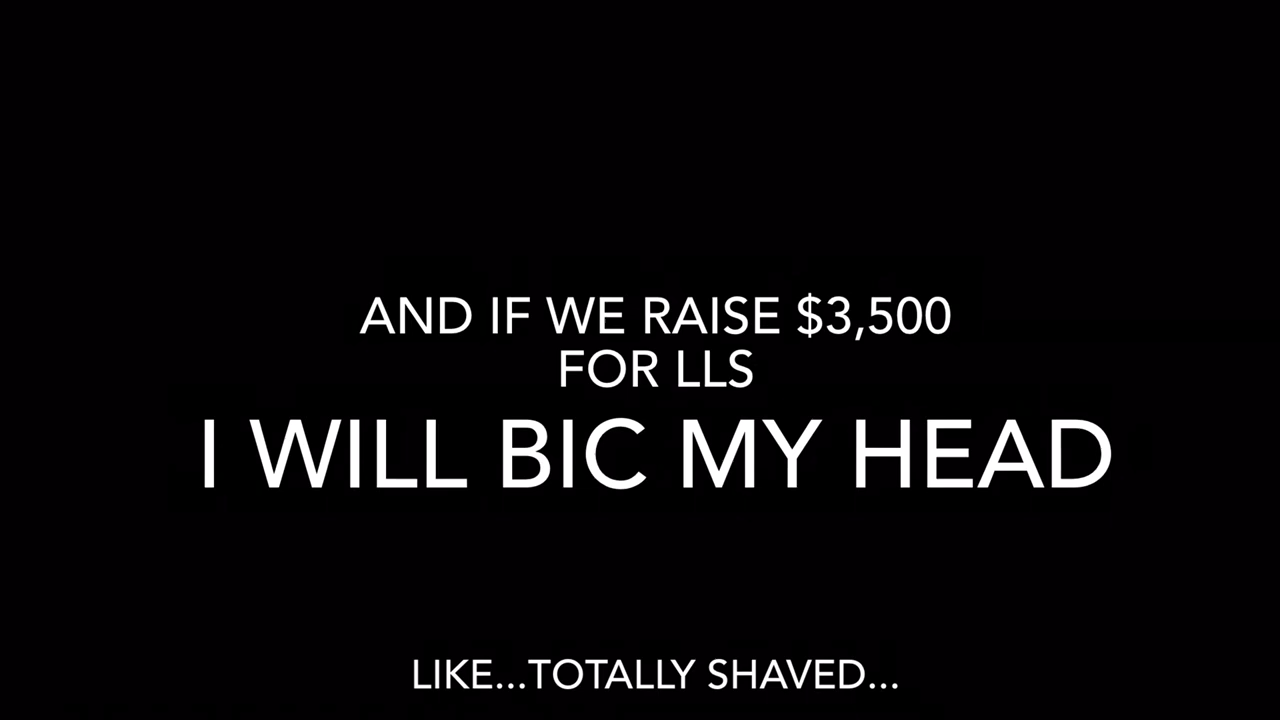 AND IF WE RAISE $3,500
FOR LLS
I WILL BIC MY HEAD
LIKE...TOTALLY SHAVED...